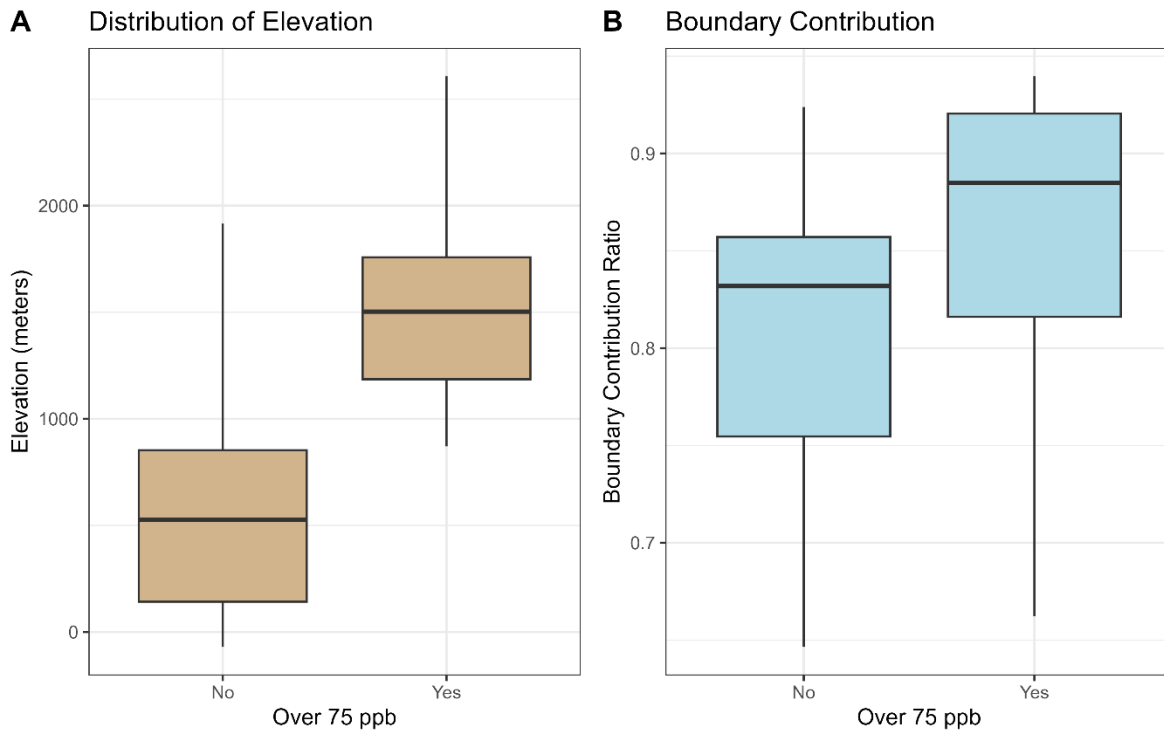 A Distribution of Elevation
Elevation (meters)
2000
1000
0
No Yes
Over 75 ppb
B Boundary Contribution
Boundary Contribution Ratio
0.9
0.8
0.7
No Yes
Over 75 ppb